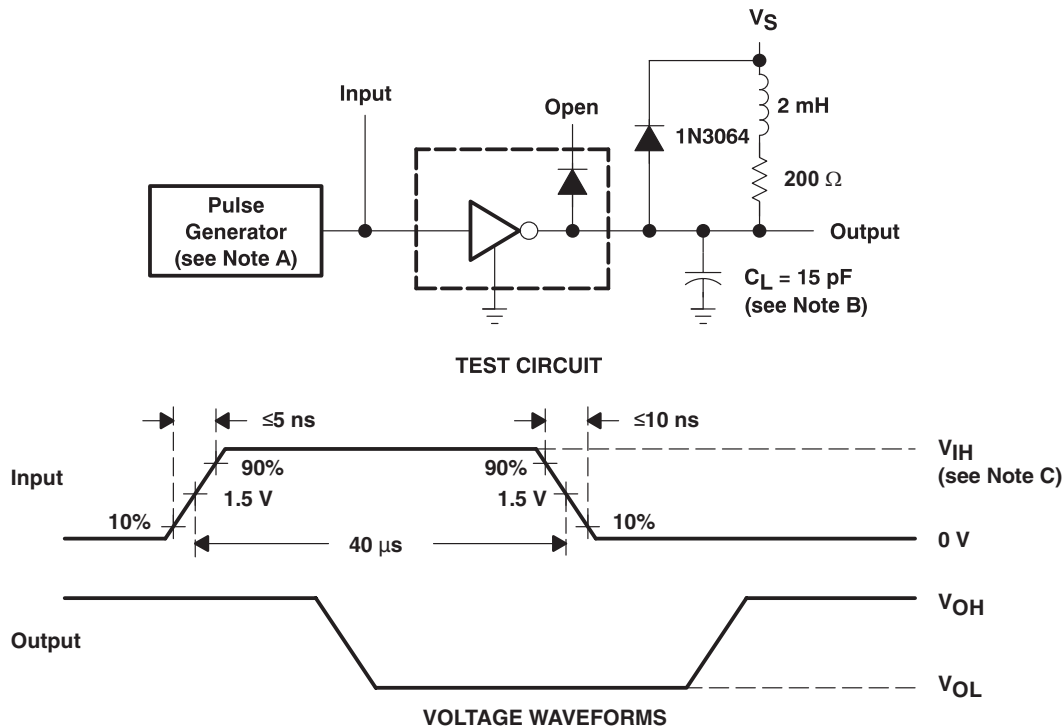 VS
Input
2 mH
Open
1N3064
200 Ω
Pulse
Generator
(see Note A)
Output
CL = 15 pF
(see Note B)
TEST CIRCUIT
≤5 ns
≤10 ns
VIH
(see Note C)
Input
90%
90%
1.5 V
1.5 V
10%
10%
40 μs
0 V
VOH
Output
VOL
VOLTAGE WAVEFORMS